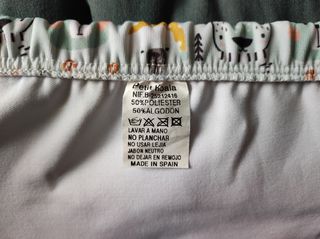 Petit Koala
NIF.B-25212416
50%POLIESTER
50%ALGODON
LAVAR A MANO
NO PLANCHAR
NO USAR LEJIA
JABON NEUTRO
NO DEJAR EN REMOJO
MADE IN SPAIN